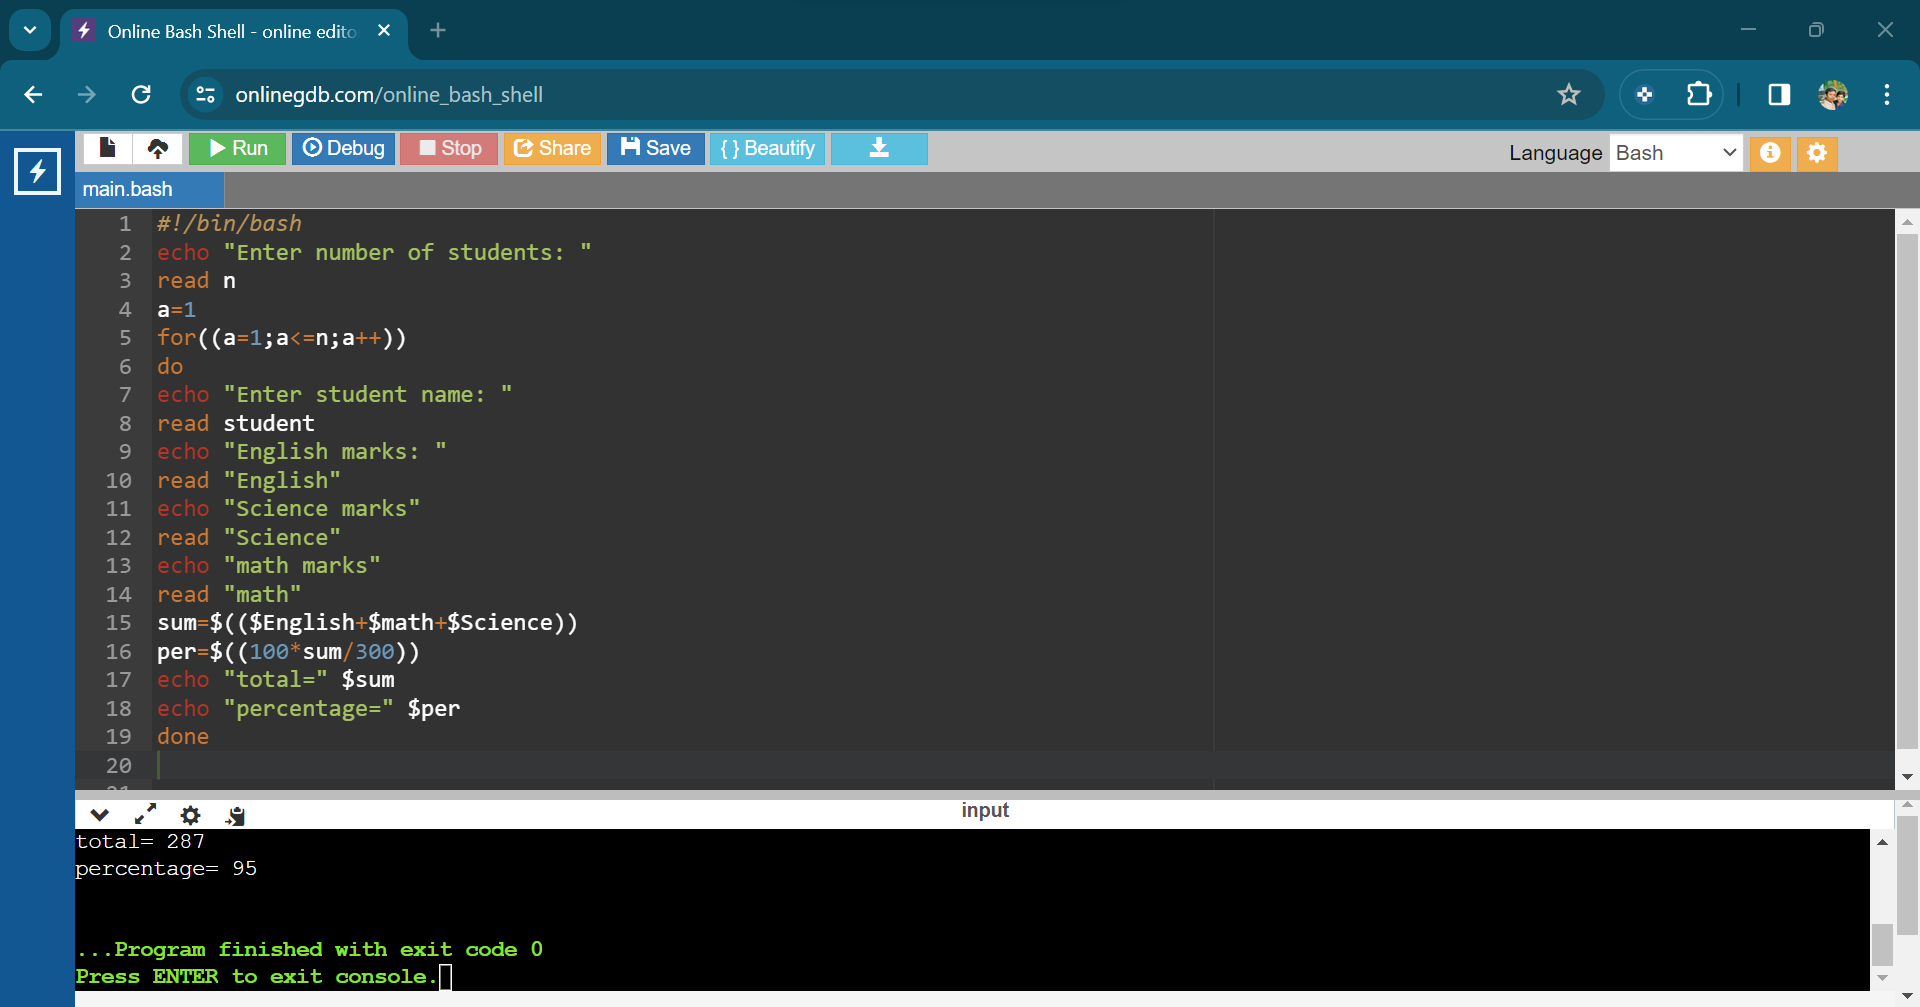 Online Bash Shell - online edito
onlinegdb.com/online_bash_shell
Run Debug Stop Share Save {} Beautify Language Bash
main.bash
1 #!/bin/bash
2 echo "Enter number of students: "
3 read n
4 a=1
5 for((a=1;a<=n;a++))
6 do
7 echo "Enter student name: "
8 read student
9 echo "English marks: "
10 read "English"
11 echo "Science marks"
12 read "Science"
13 echo "math marks"
14 read "math"
15 sum=$(($English+$math+$Science))
16 per=$((100*sum/300))
17 echo "total=" $sum
18 echo "percentage=" $per
19 done
20
input
total= 287
percentage= 95
...Program finished with exit code 0
Press ENTER to exit console.